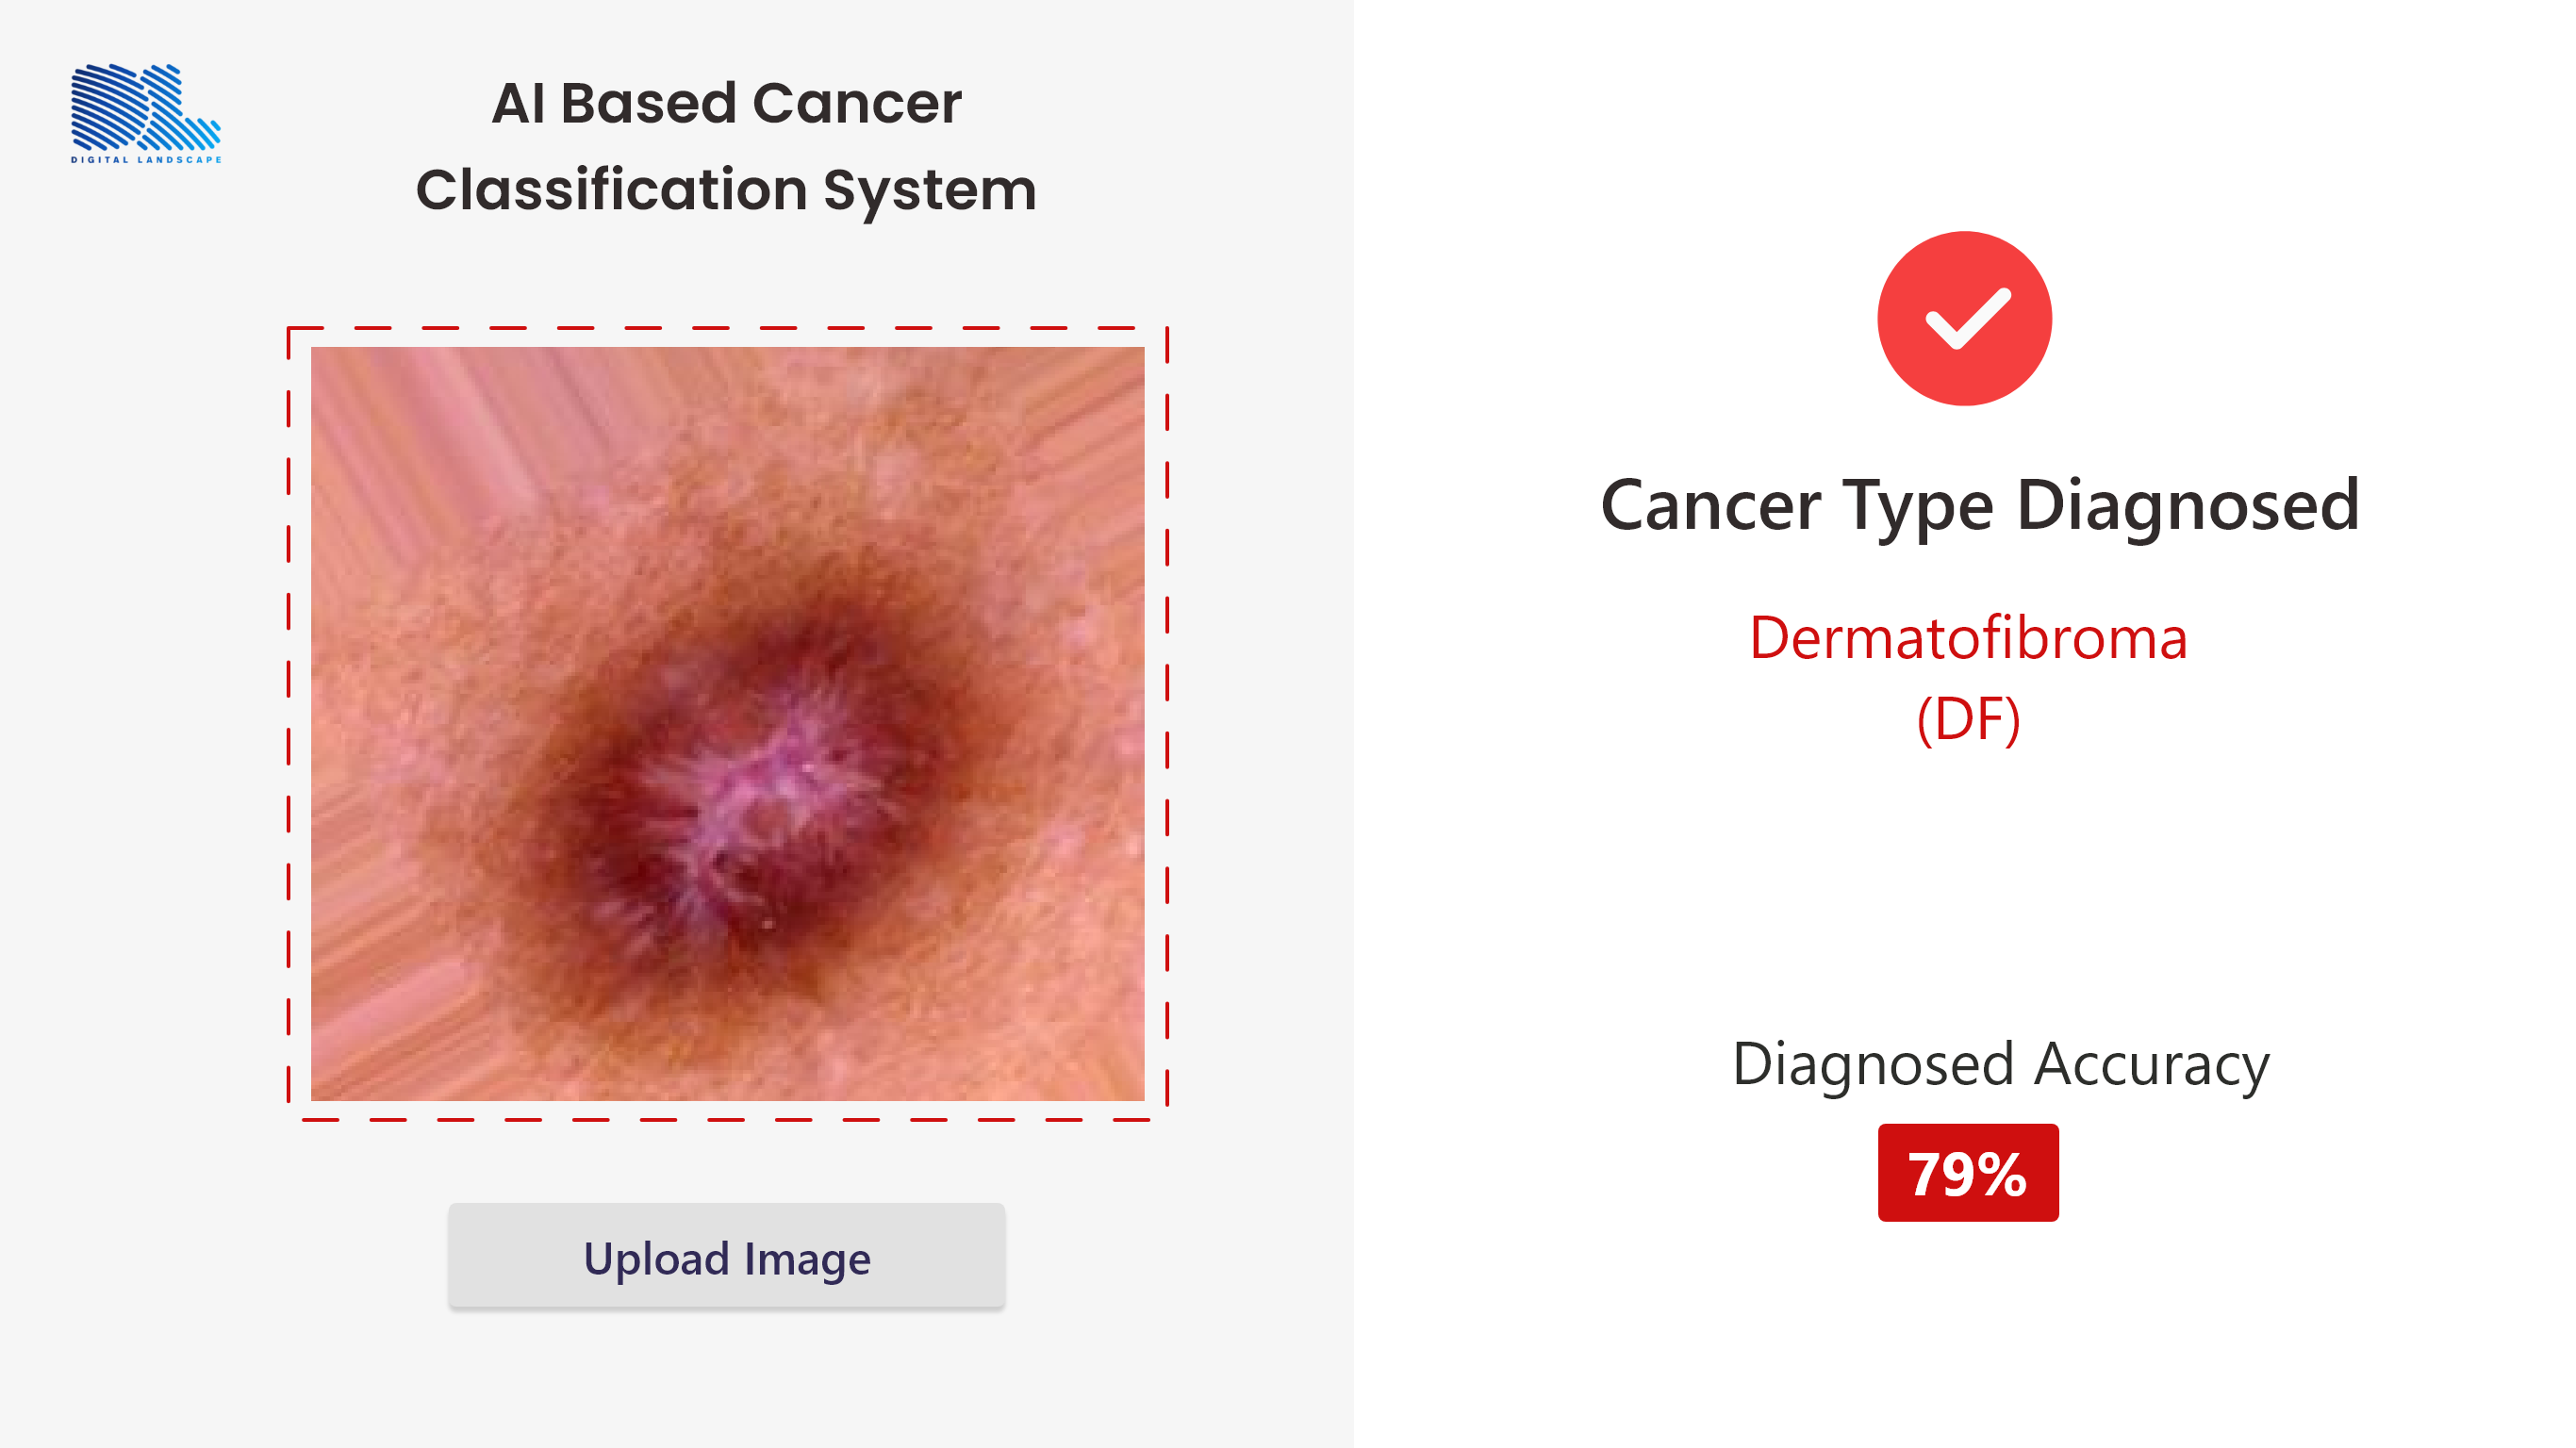 DIGITAL LANDSCAPE
AI Based Cancer
Classification System
Upload Image
Cancer Type Diagnosed
Dermatofibroma
(DF)
Diagnosed Accuracy
79%